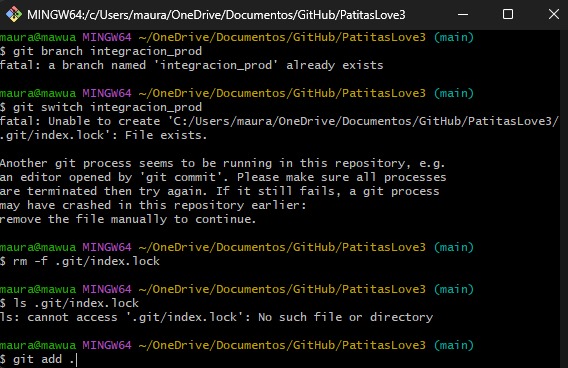 MINGW64:/c/Users/maura/OneDrive/Documentos/GitHub/PatitasLove3
maura@mawua MINGW64 ~/OneDrive/Documentos/GitHub/PatitasLove3 (main)
$ git branch integracion_prod
fatal: a branch named 'integracion_prod' already exists
maura@mawua MINGW64 ~/OneDrive/Documentos/GitHub/PatitasLove3 (main)
$ git switch integracion_prod
fatal: Unable to create 'C:/Users/maura/OneDrive/Documentos/GitHub/PatitasLove3/
.git/index.lock': File exists.
Another git process seems to be running in this repository, e.g.
an editor opened by 'git commit'. Please make sure all processes
are terminated then try again. If it still fails, a git process
may have crashed in this repository earlier:
remove the file manually to continue.
maura@mawua MINGW64 ~/OneDrive/Documentos/GitHub/PatitasLove3 (main)
$ rm -f .git/index.lock
maura@mawua MINGW64 ~/OneDrive/Documentos/GitHub/PatitasLove3 (main)
$ ls .git/index.lock
ls: cannot access '.git/index.lock': No such file or directory
maura@mawua MINGW64 ~/OneDrive/Documentos/GitHub/PatitasLove3 (main)
$ git add .